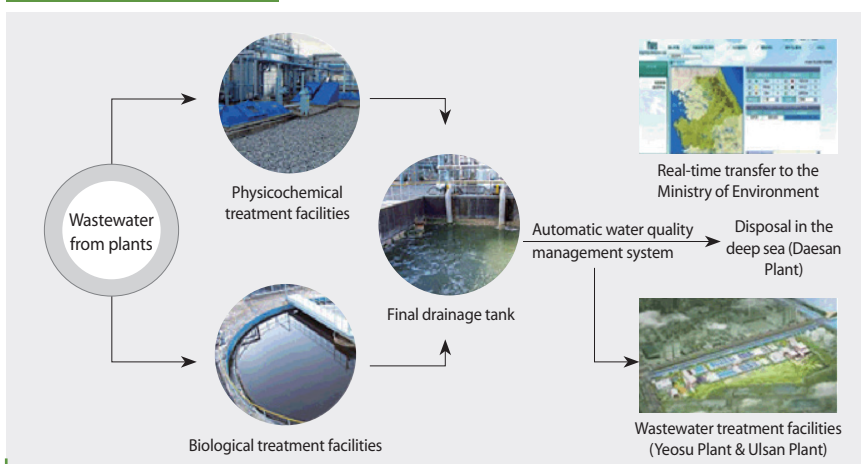 Wastewater
from plants
Physicochemical
treatment facilities
Biological treatment facilities
Final drainage tank
Automatic water quality
management system
Real-time transfer to the
Ministry of Environment
Disposal in the
deep sea (Daesan
Plant)
Wastewater treatment facilities
(Yeosu Plant & Ulsan Plant)